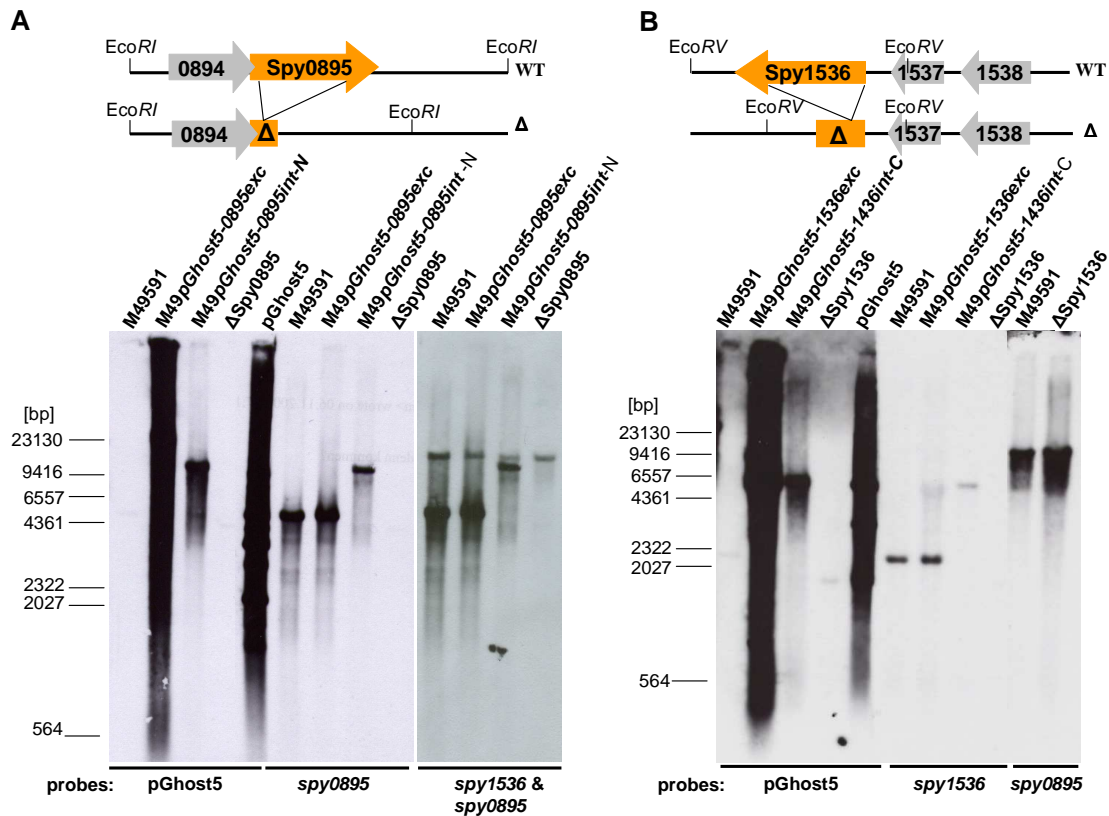 A
EcoRI
EcoRI
0894
Spy0895
WT
EcoRI
EcoRI
0894
Δ
Δ
M49591
M49pGhost5-0895exc
M49pGhost5-0895int-N
ΔSpy0895
pGhost5
M49591
M49pGhost5-0895exc
M49pGhost5-0895int -N
ΔSpy0895
M49591
M49pGhost5-0895exc
M49pGhost5-0895int-N
ΔSpy0895
[bp]
23130
9416
6557
4361
2322
2027
564
probes:
pGhost5
spy0895
spy1536 &
spy0895
B
EcoRV
EcoRV
Spy1536
1537
1538
WT
EcoRV
EcoRV
Δ
1537
1538
Δ
M49591
M49pGhost5-1536exc
M49pGhost5-1436int-C
ΔSpy1536
pGhost5
M49591
M49pGhost5-1536exc
M49pGhost5-1436int-C
ΔSpy1536
M49591
ΔSpy1536
[bp]
23130
9416
6557
4361
2322
2027
564
probes:
pGhost5
spy1536
spy0895